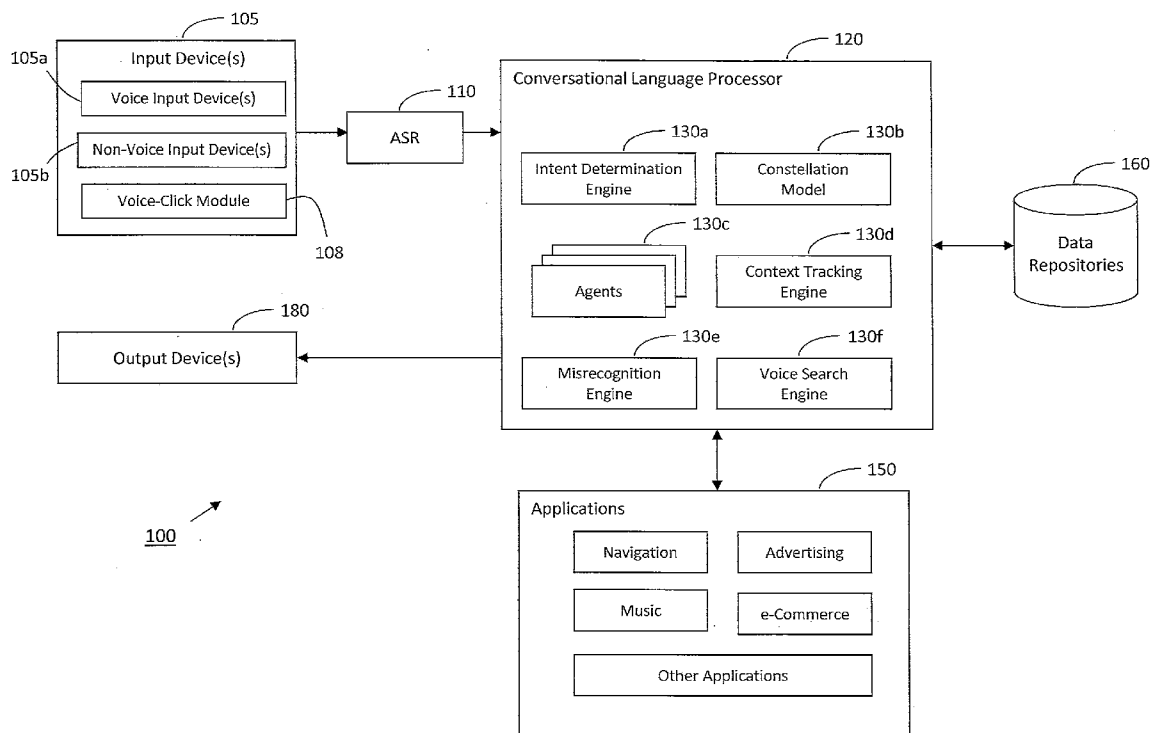 105
Input Device(s)
105a
Voice Input Device(s)
Non-Voice Input Device(s)
105b
Voice-Click Module
108
110
ASR
120
Conversational Language Processor
130a
Intent Determination
Engine
130b
Constellation
Model
130c
Agents
130d
Context Tracking
Engine
130e
Misrecognition
Engine
130f
Voice Search
Engine
160
Data
Repositories
180
Output Device(s)
150
Applications
Navigation
Advertising
Music
e-Commerce
Other Applications
100